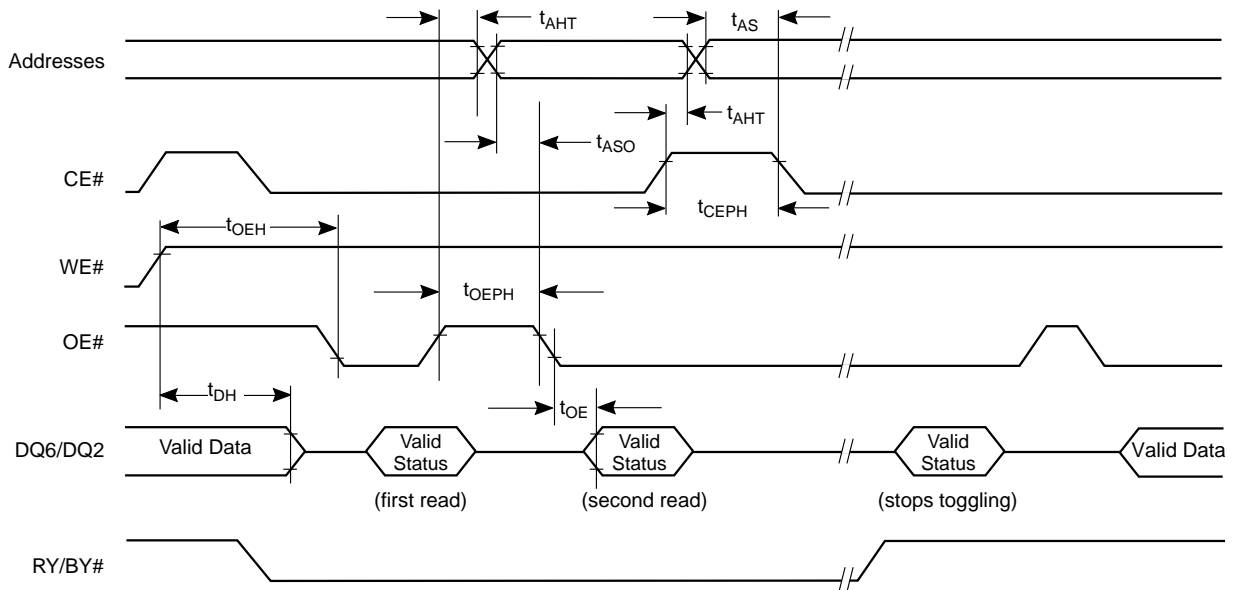 tAHT
tAS
Addresses
tAHT
tASO
CE#
tCEPH
tOEH
WE#
tOEPH
OE#
tDH
tOE
DQ6/DQ2
Valid Data
Valid
Status
Valid
Status
Valid
Status
Valid Data
(first read)
(second read)
(stops toggling)
RY/BY#